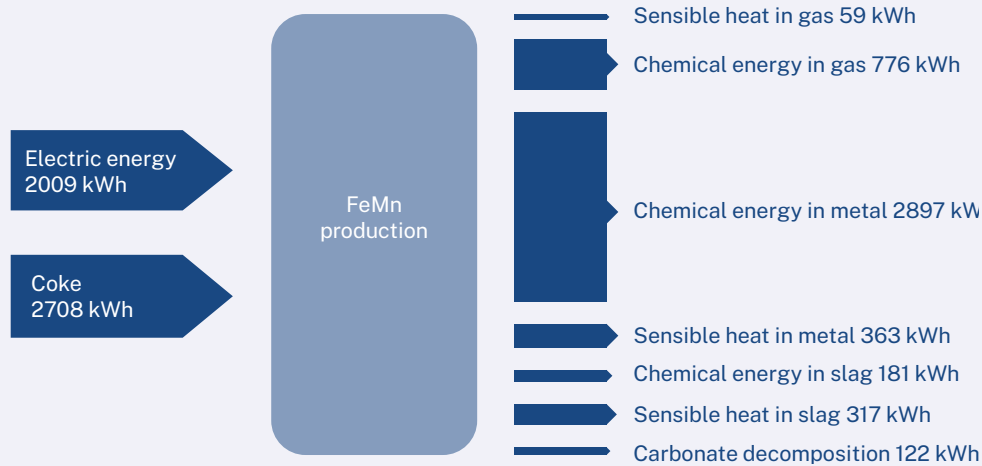 Sensible heat in gas 59 kWh
Chemical energy in gas 776 kWh
Electric energy
2009 kWh
FeMn
production
Chemical energy in metal 2897 kW
Coke
2708 kWh
Sensible heat in metal 363 kWh
Chemical energy in slag 181 kWh
Sensible heat in slag 317 kWh
Carbonate decomposition 122 kWh